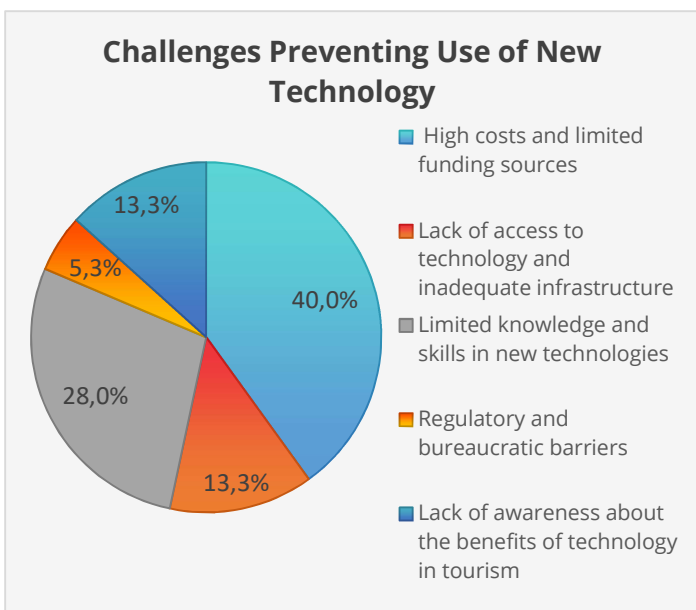 Challenges Preventing Use of New
Technology
High costs and limited
funding sources
Lack of access to
technology and
inadequate infrastructure
Limited knowledge and
skills in new technologies
Regulatory and
bureaucratic barriers
Lack of awareness about
the benefits of technology
in tourism
13,3%
5,3%
40,0%
28,0%
13,3%